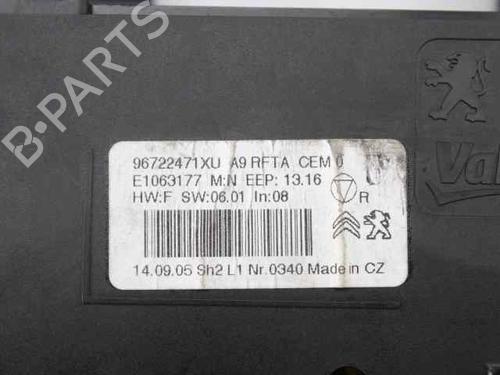 96722471XU A9 RFTA CEM 0
E1063177 M:N EEP: 13.16
HW:F SW:06.01 In:08
R
14.09.05 Sh2 L1 Nr.0340 Made in CZ
B-PARTS